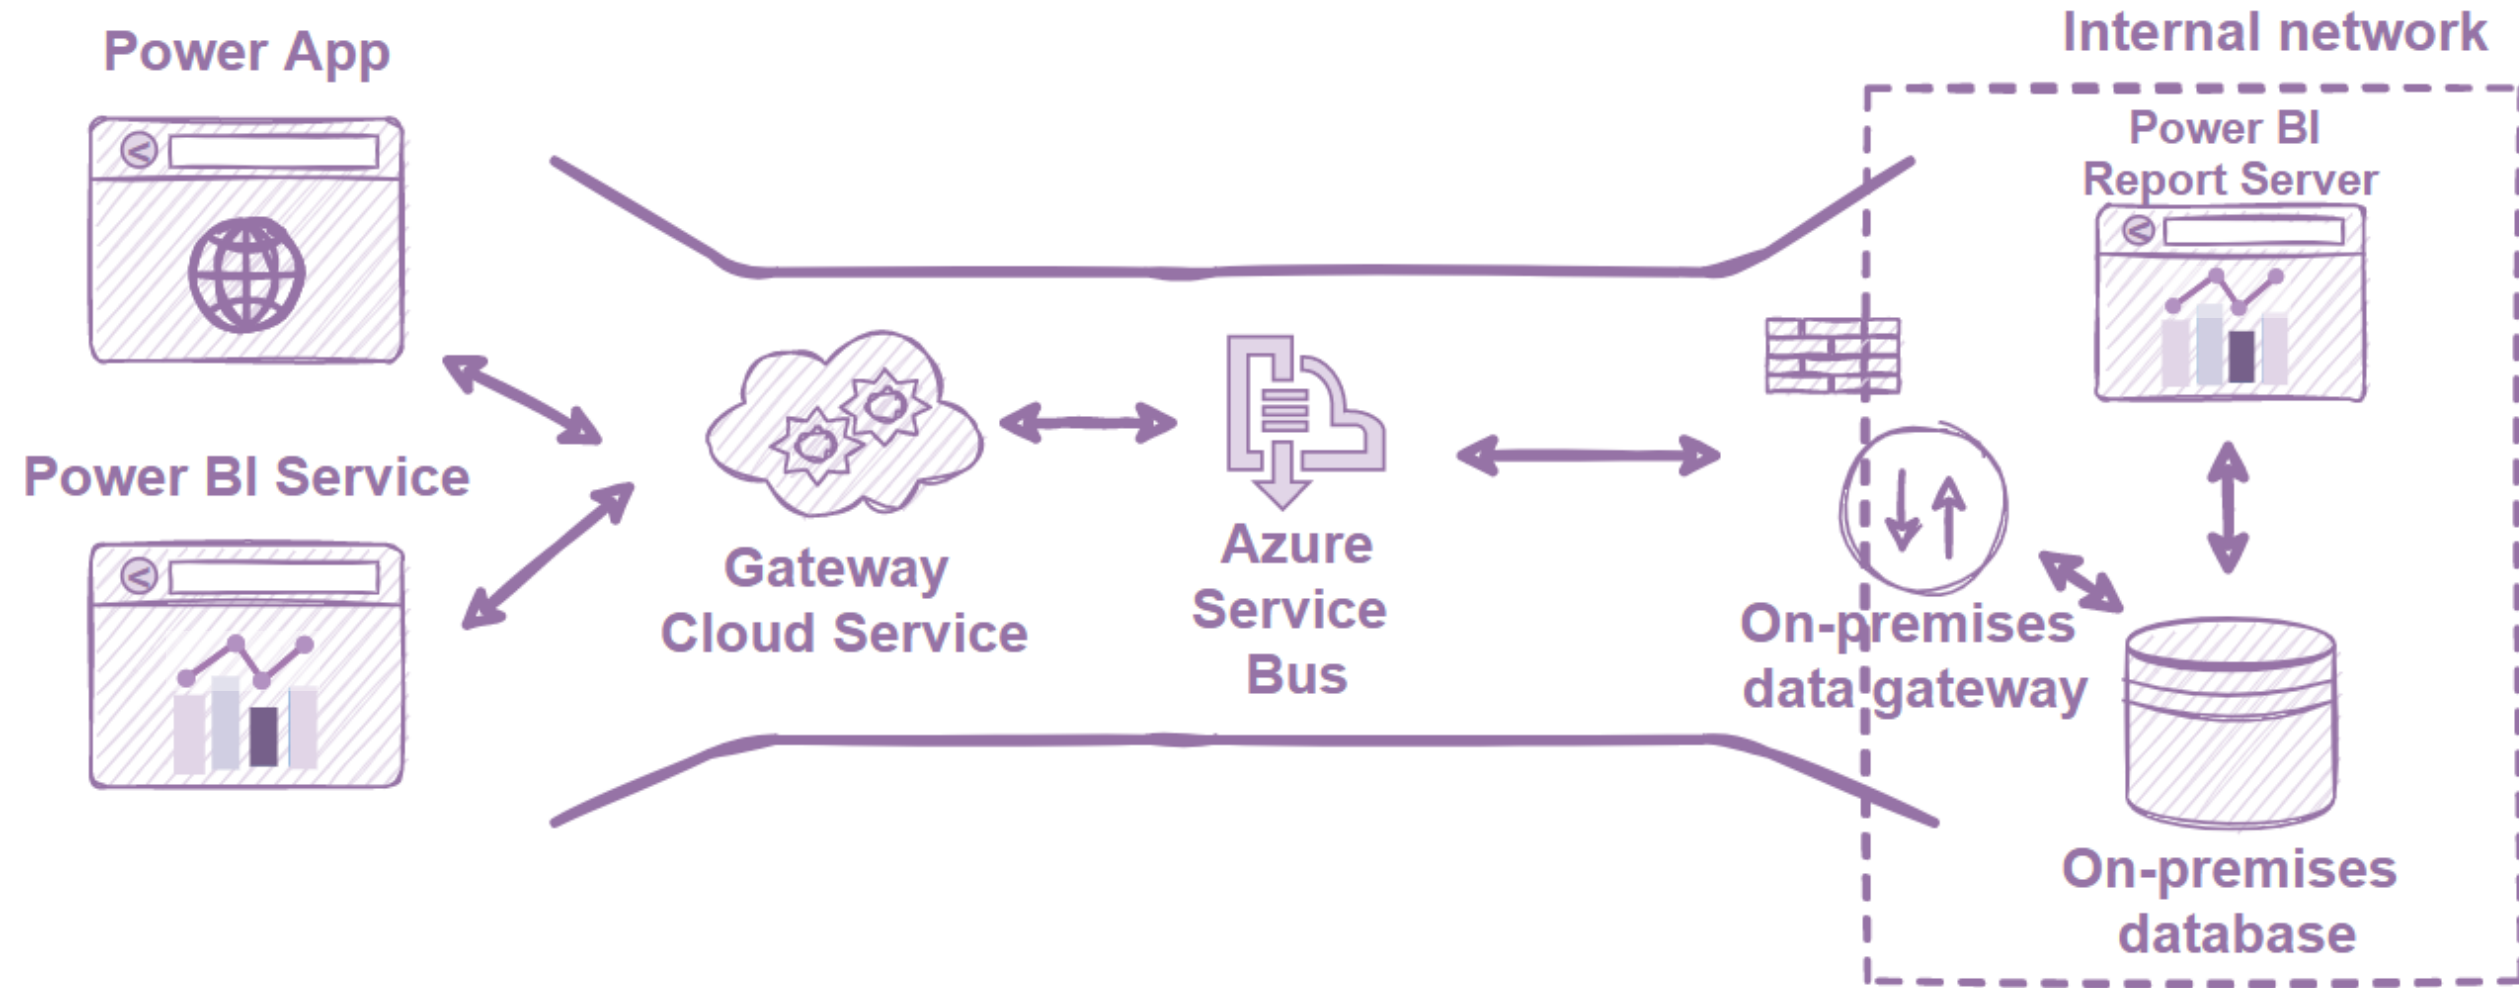 Power App
Internal network
Power BI
Report Server
Power BI Service
Gateway
Cloud Service
Azure
Service
Bus
On-premises
data gateway
On-premises
database